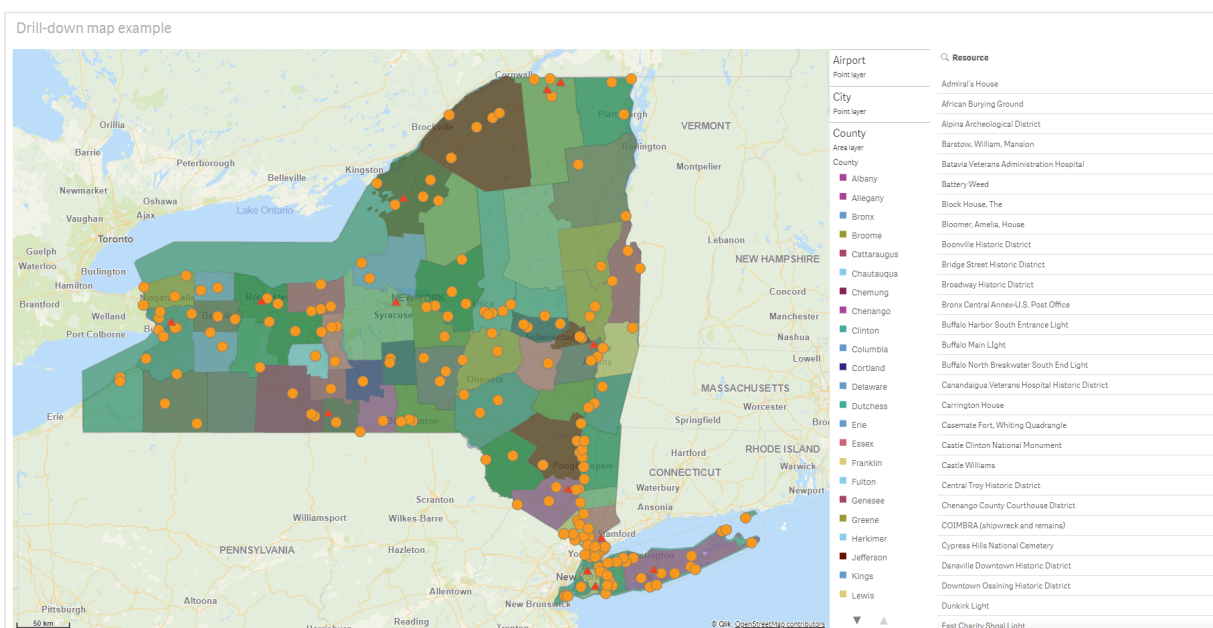 Drill-down map example
Cornwall
Orillia
Brockville
VERMONT
Barrie
Burlington
Peterborough
Kingston
Montpelier
Belleville
Newmarket
Oshawa
Lake Ontario
Vaughan
Ajax
Toronto
Lebanon
Guelph
NEW HAMPSHIRE
Waterloo
Burlington
Hamilton
Concord
Brantford
NEW YORK
Welland
Syracuse
Manchester
Port Colborne
Nashua
Lowell
MASSACHUSETTS
Worcester
Erie
Springfield
Hartford
RHODE ISLAND
Warwick
CONNECTICUT
Waterbury
Newport
Scranton
Ansonia
Williamsport
Wilkes-Barre
Stamford
PENNSYLVANIA
Hazleton
Allentown
New Brunswick
Altoona
Pittsburgh
Reading
50 km
© Qlik, OpenStreetMap contributors
Airport
Point layer
City
Point layer
County
Area layer
County
Albany
Allegany
Bronx
Broome
Cattaraugus
Chautauqua
Chemung
Chenango
Clinton
Columbia
Cortland
Delaware
Dutchess
Erie
Essex
Franklin
Fulton
Genesee
Greene
Herkimer
Jefferson
Kings
Lewis
Resource
Admiral's House
African Burying Ground
Alpina Archeological District
Barstow, William, Mansion
Batavia Veterans Administration Hospital
Battery Weed
Block House, The
Bloomer, Amelia, House
Boonville Historic District
Bridge Street Historic District
Broadway Historic District
Bronx Central Annex-U.S. Post Office
Buffalo Harbor South Entrance Light
Buffalo Main LIght
Buffalo North Breakwater South End Light
Canandaigua Veterans Hospital Historic District
Carrington House
Casemate Fort, Whiting Quadrangle
Castle Clinton National Monument
Castle Williams
Central Troy Historic District
Chenango County Courthouse District
COIMBRA (shipwreck and remains)
Cypress Hills National Cemetery
Dansville Downtown Historic District
Downtown Ossining Historic District
Dunkirk Light
East Charity Shoal Light